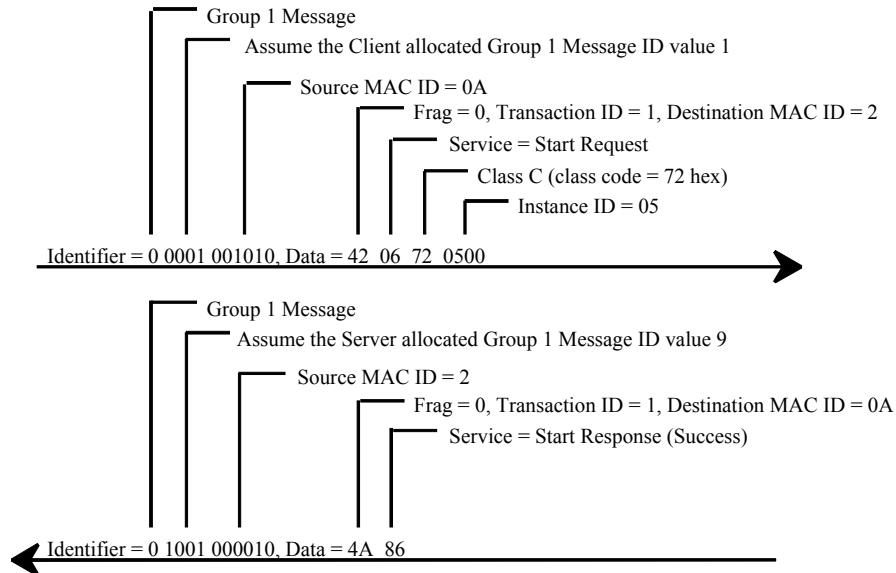 Group 1 Message
Assume the Client allocated Group 1 Message ID value 1
Source MAC ID = 0A
Frag = 0, Transaction ID = 1, Destination MAC ID = 2
Service = Start Request
Class C (class code = 72 hex)
Instance ID = 05
Identifier = 0 0001 001010, Data = 42 06 72 0500
Group 1 Message
Assume the Server allocated Group 1 Message ID value 9
Source MAC ID = 2
Frag = 0, Transaction ID = 1, Destination MAC ID = 0A
Service = Start Response (Success)
Identifier = 0 1001 000010, Data = 4A 86